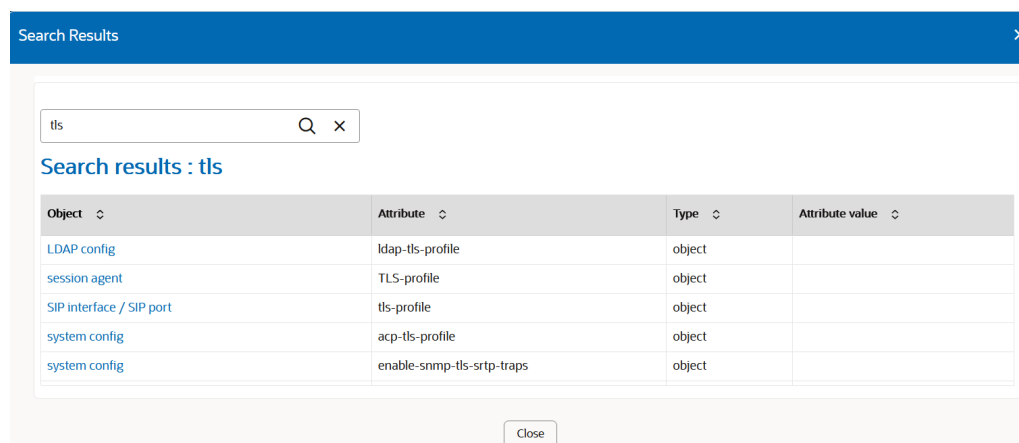 Search Results
tls
Search results : tls
Object Attribute Type Attribute value
LDAP config ldap-tls-profile object
session agent TLS-profile object
SIP interface / SIP port tls-profile object
system config acp-tls-profile object
system config enable-snmp-tls-srtp-traps object
Close